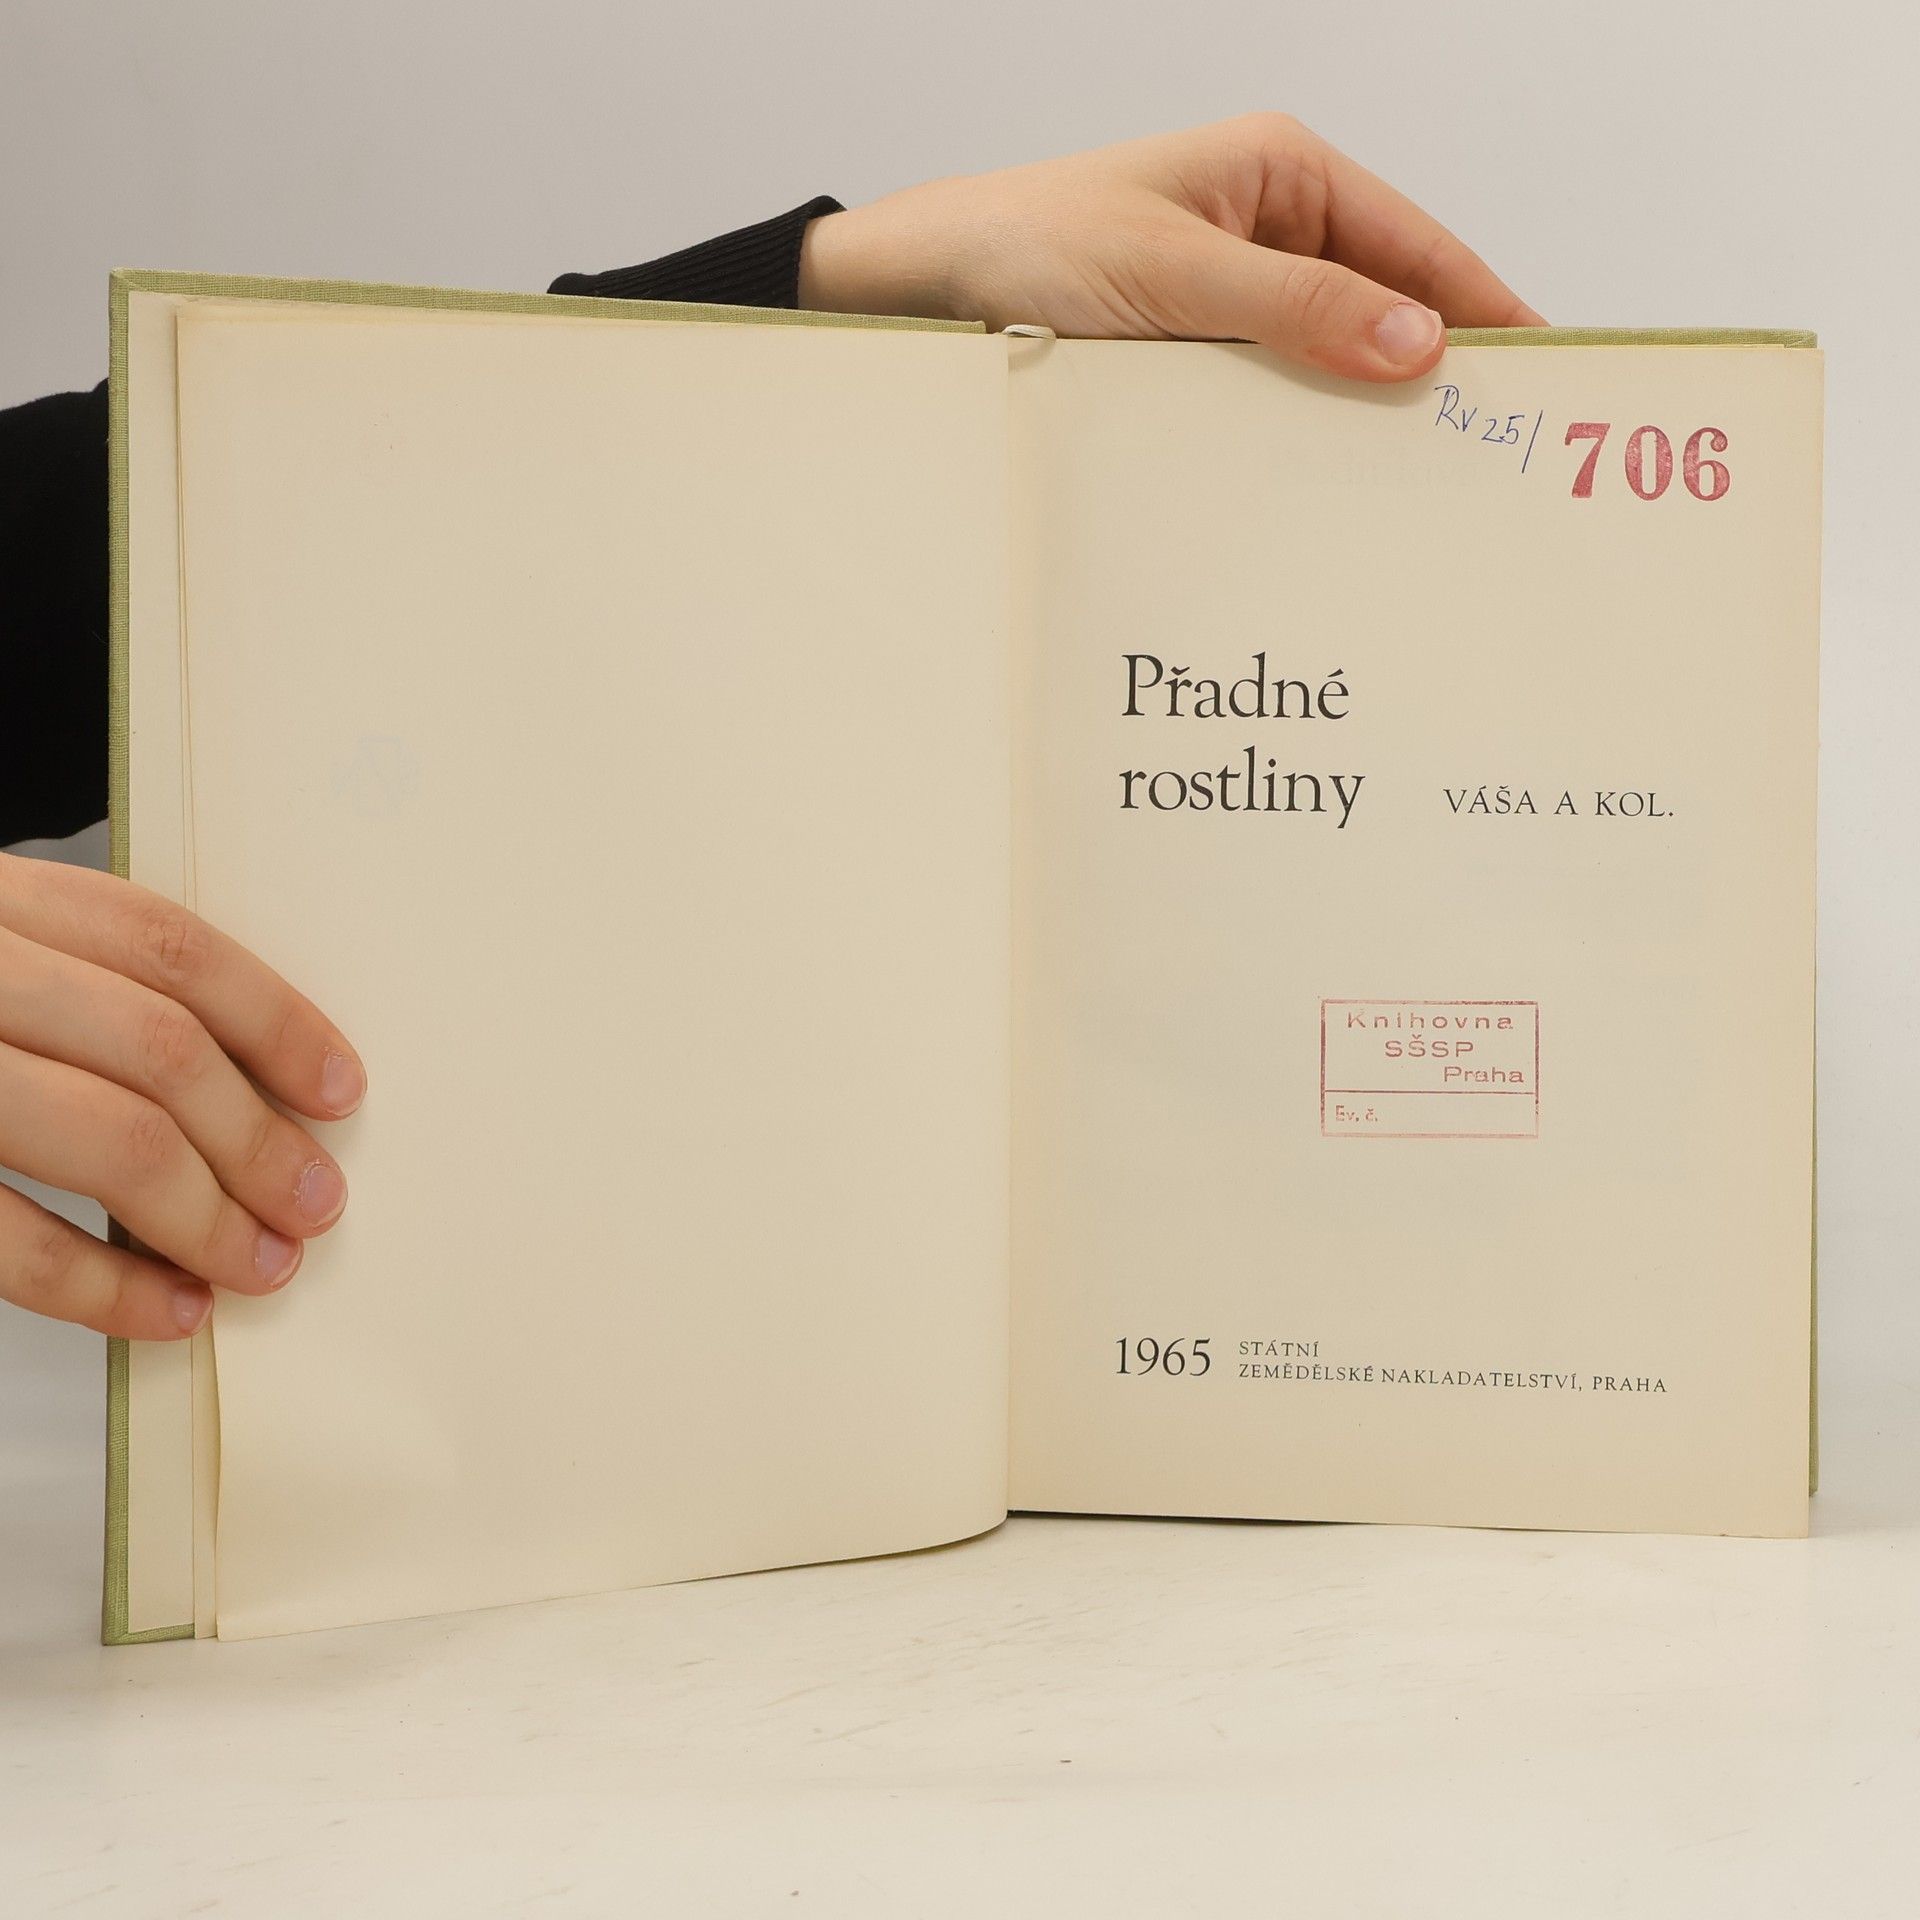 Rv 25/ 706
Přadné
rostliny VÁŠA A KOL.
Knihovna
SŠSP
Praha
Ev. č.
1965 STÁTNÍ
ZEMĚDĚLSKÉ NAKLADATELSTVÍ, PRAHA